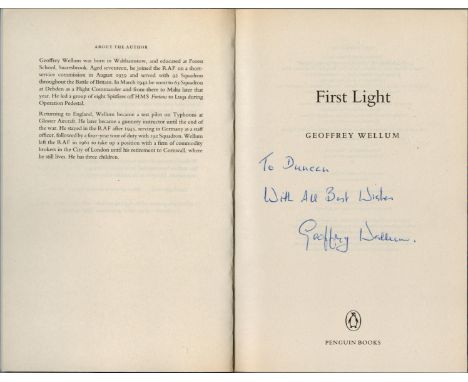 ABOUT THE AUTHOR
Geoffrey Wellum was born in Walthamstow, and educated at Forest
School, Snaresbrook. Aged seventeen, he joined the RAF on a short-
service commission in August 1939 and served with 92 Squadron
throughout the Battle of Britain. In March 1942 he went to 65 Squadron
at Debden as a Flight Commander and from there to Malta later that
year. He led a group of eight Spitfires off HMS Furious to Luqa during
Operation Pedestal.
Returning to England, Wellum became a test pilot on Typhoons at
Gloster Aircraft. He later became a gunnery instructor until the end of
the war. He stayed in the RAF after 1945, serving in Germany as a staff
officer, followed by a four-year tour of duty with 192 Squadron. Wellum
left the RAF in 1961 to take up a position with a firm of commodity
brokers in the City of London until his retirement to Cornwall, where
he still lives. He has three children.
First Light
GEOFFREY WELLUM
To Duncan
With All Best Wishes
Geoffrey Wellum.
PENGUIN BOOKS